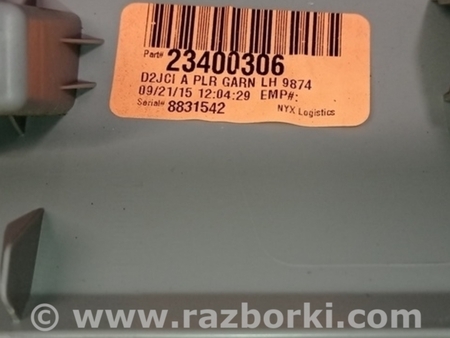 Part# 23400306
D2JCI A PLR GARN LH 9874
09/21/15 12:04:29 EMP#:
Serial# 8831542 NYX Logistics
© www.razborki.com